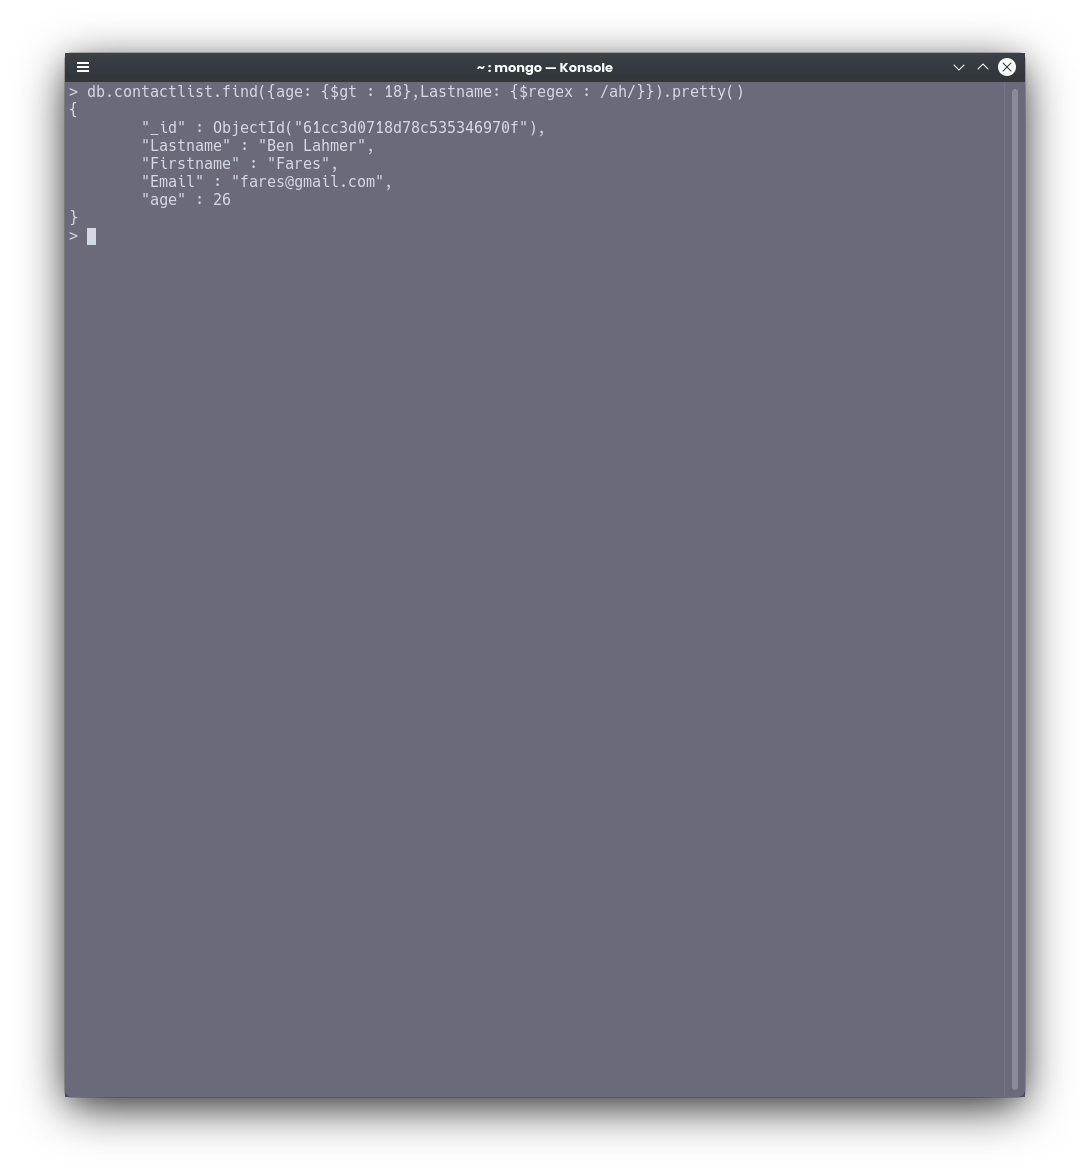 ~ : mongo — Konsole
> db.contactlist.find({age: {$gt : 18},Lastname: {$regex : /ah/}}).pretty()
{
        "_id" : ObjectId("61cc3d0718d78c535346970f"),
        "Lastname" : "Ben Lahmer",
        "Firstname" : "Fares",
        "Email" : "fares@gmail.com",
        "age" : 26
}
>